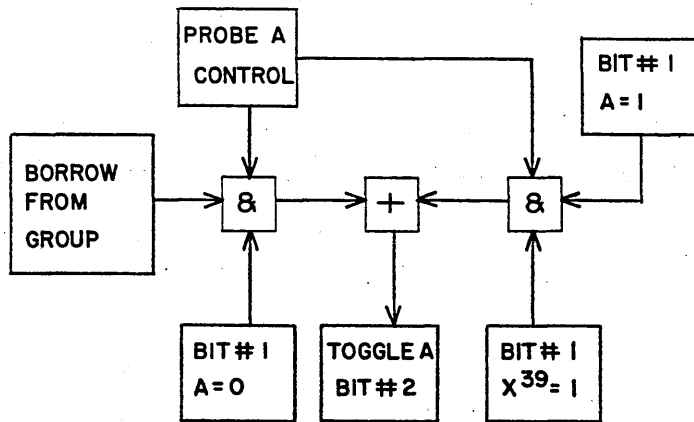 PROBE A
CONTROL
BIT # 1
A = 1
BORROW
FROM
GROUP
&
+
&
BIT # 1
A = 0
TOGGLE A
BIT # 2
BIT # 1
X³⁹ = 1